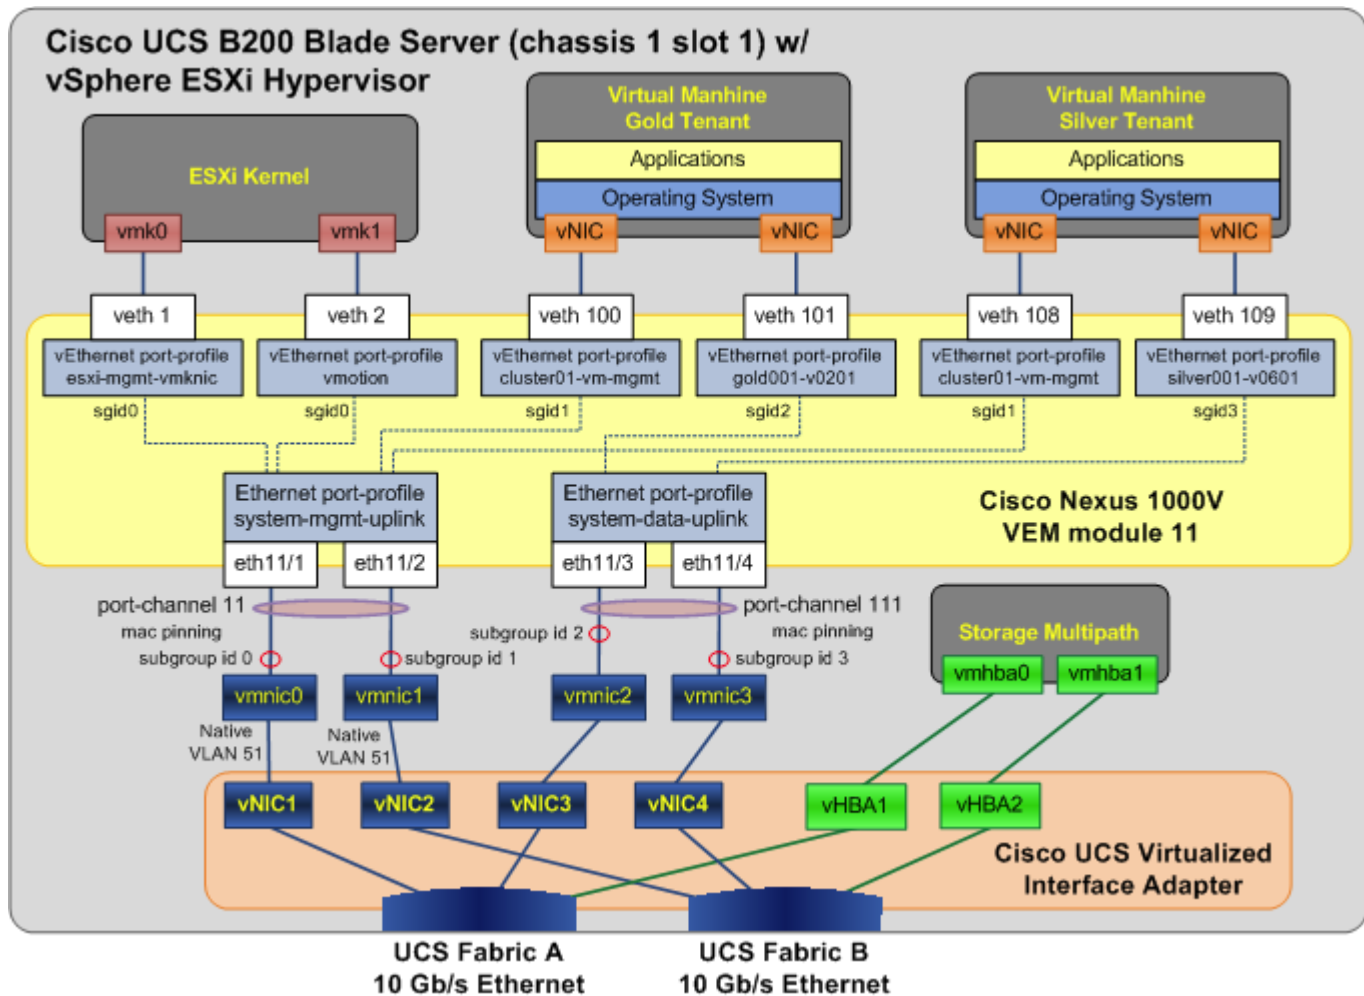 Cisco UCS B200 Blade Server (chassis 1 slot 1) w/
vSphere ESXi Hypervisor
ESXi Kernel
vmk0
vmk1
Virtual Manhine
Gold Tenant
Applications
Operating System
vNIC
vNIC
Virtual Manhine
Silver Tenant
Applications
Operating System
vNIC
vNIC
veth 1
veth 2
veth 100
veth 101
veth 108
veth 109
vEthernet port-profile
esxi-mgmt-vmknic
vEthernet port-profile
vmotion
vEthernet port-profile
cluster01-vm-mgmt
vEthernet port-profile
gold001-v0201
vEthernet port-profile
cluster01-vm-mgmt
vEthernet port-profile
silver001-v0601
sgid0
sgid0
sgid1
sgid2
sgid1
sgid3
Ethernet port-profile
system-mgmt-uplink
Ethernet port-profile
system-data-uplink
Cisco Nexus 1000V
VEM module 11
eth11/1
eth11/2
eth11/3
eth11/4
port-channel 11
mac pinning
subgroup id 0
subgroup id 1
subgroup id 2
port-channel 111
mac pinning
subgroup id 3
Storage Multipath
vmhba0
vmhba1
vmnic0
vmnic1
vmnic2
vmnic3
Native
VLAN 51
Native
VLAN 51
vNIC1
vNIC2
vNIC3
vNIC4
vHBA1
vHBA2
Cisco UCS Virtualized
Interface Adapter
UCS Fabric A
10 Gb/s Ethernet
UCS Fabric B
10 Gb/s Ethernet